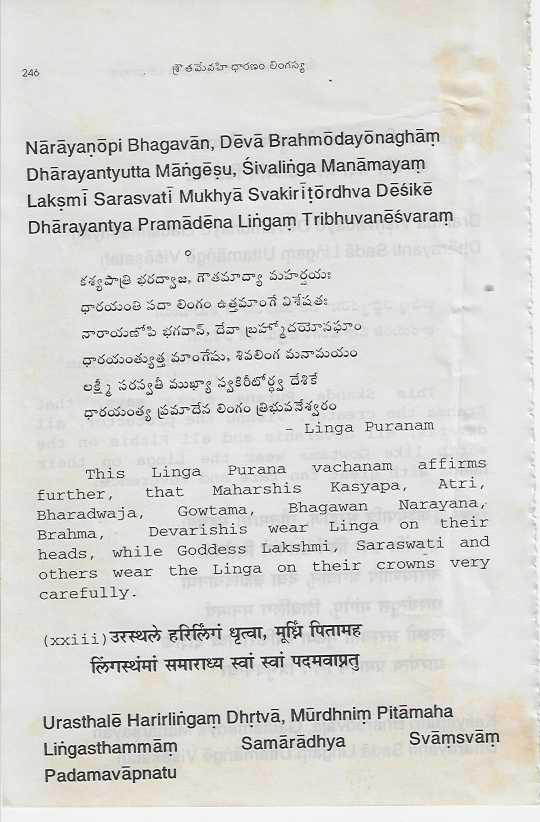 246
శ్రౌతమేవహి ధారణం లింగస్య
Nārāyaṇōpi Bhagavān, Dēvā Brahmōdayōnaghāṃ
Dhārayantyutta Māṅgēṣu, Śivaliṅga Manāmayaṃ
Lakṣmī Sarasvatī Mukhyā Svakirīṭōrdhva Dēśikē
Dhārayantya Pramādēna Liṅgaṃ Tribhuvanēśvaraṃ
కశ్యపాత్రి భరద్వాజ, గౌతమాద్యా మహర్షయః
ధారయంతి సదా లింగం ఉత్తమాంగే విశేషతః
నారాయణోపి భగవాన్, దేవా బ్రహ్మోదయోనఘాం
ధారయంత్యుత్త మాంగేషు, శివలింగ మనామయం
లక్ష్మీ సరస్వతీ ముఖ్యా స్వకిరీటోర్ధ్వ దేశికే
ధారయంత్య ప్రమాదేన లింగం త్రిభువనేశ్వరం
- Linga Puranam
This Linga Purana vachanam affirms
further, that Maharshis Kasyapa, Atri,
Bharadwaja, Gowtama, Bhagawan Narayana,
Brahma, Devarishis wear Linga on their
heads, while Goddess Lakshmi, Saraswati and
others wear the Linga on their crowns very
carefully.
(xxiii) उरस्थले हरिर्लिंगं धृत्वा, मूर्ध्निं पितामह
लिंगस्थंमां समाराध्य स्वां स्वां पदमवाप्नतु
Urasthalē Harirliṅgaṃ Dhṛtvā, Mūrdhniṃ Pitāmaha
Liṅgasthammāṃ Samārādhya Svāṃsvāṃ
Padamavāpnatu